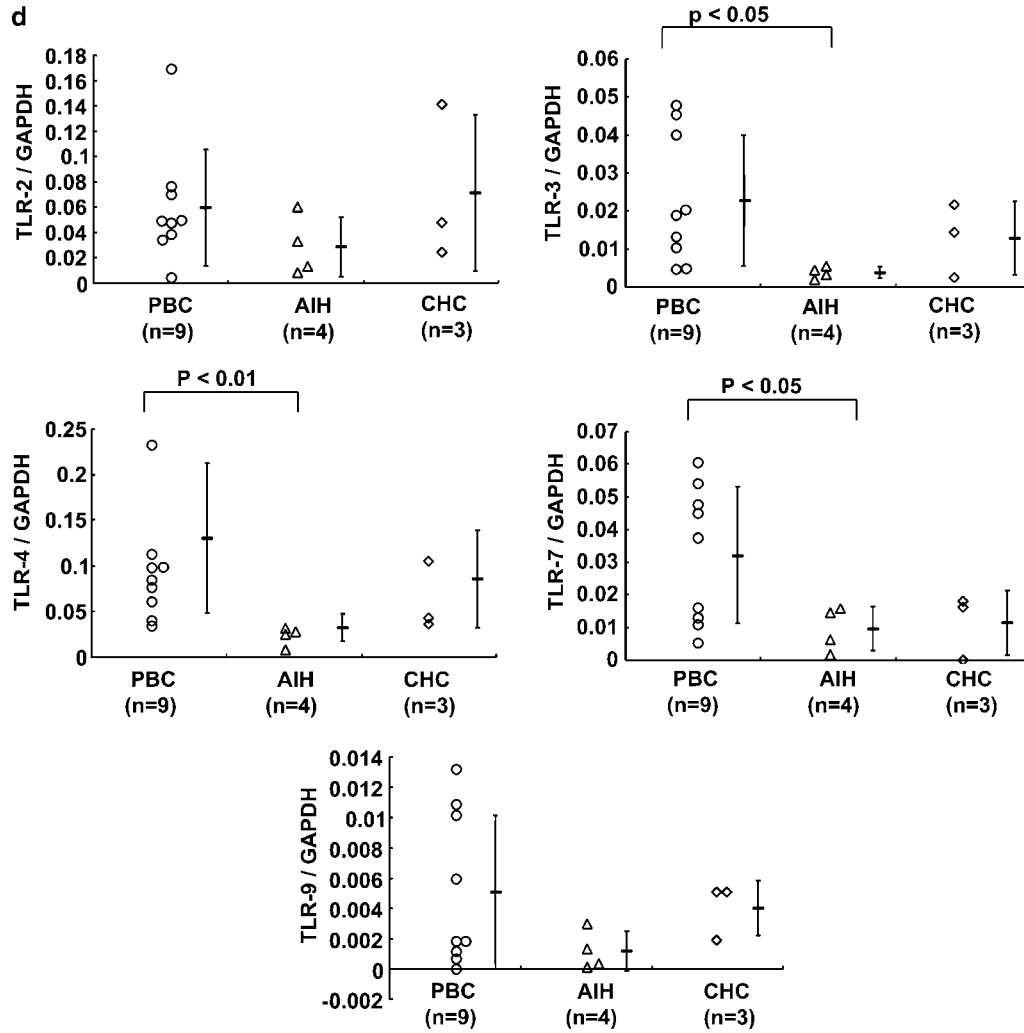 d
TLR-2 / GAPDH
0.18
0.16
0.14
0.12
0.1
0.08
0.06
0.04
0.02
0
PBC
(n=9)
AIH
(n=4)
CHC
(n=3)
p < 0.05
TLR-3 / GAPDH
0.06
0.05
0.04
0.03
0.02
0.01
0
PBC
(n=9)
AIH
(n=4)
CHC
(n=3)
P < 0.01
TLR-4 / GAPDH
0.25
0.2
0.15
0.1
0.05
0
PBC
(n=9)
AIH
(n=4)
CHC
(n=3)
P < 0.05
TLR-7 / GAPDH
0.07
0.06
0.05
0.04
0.03
0.02
0.01
0
PBC
(n=9)
AIH
(n=4)
CHC
(n=3)
TLR-9 / GAPDH
0.014
0.012
0.01
0.008
0.006
0.004
0.002
0
-0.002
PBC
(n=9)
AIH
(n=4)
CHC
(n=3)